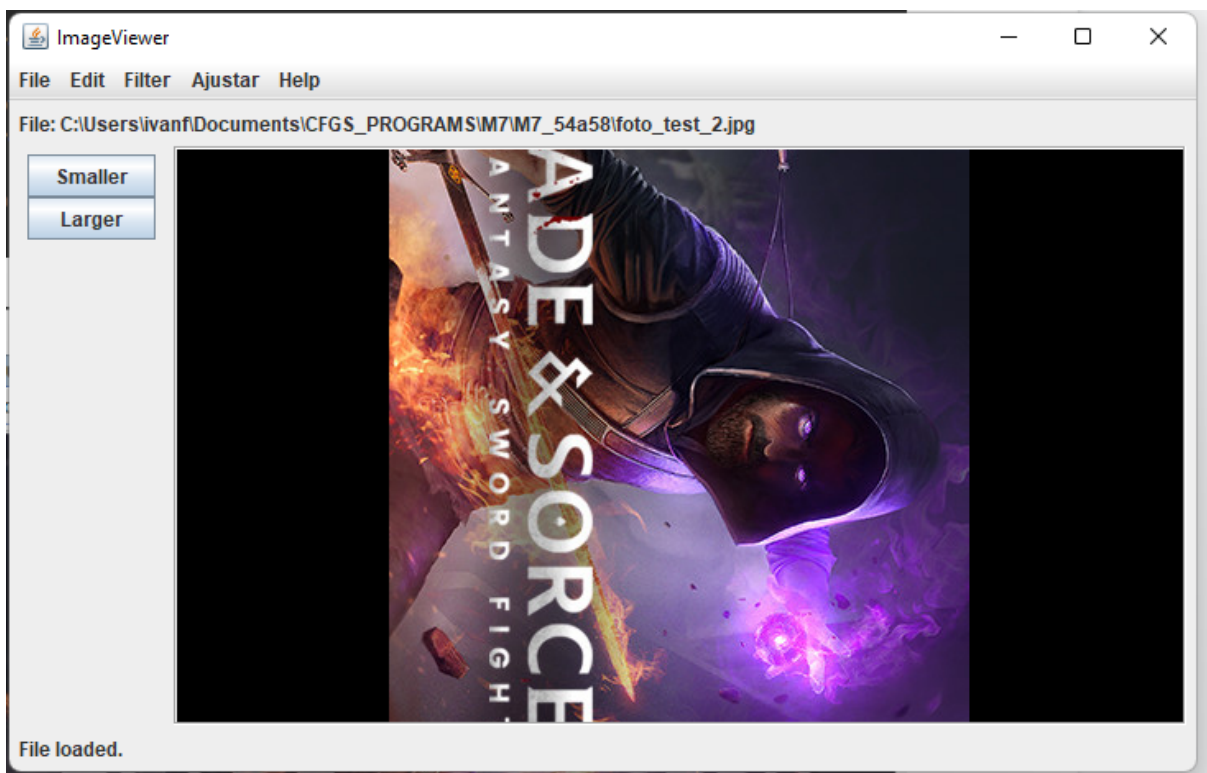 ImageViewer
File Edit Filter Ajustar Help
File: C:\Users\ivanf\Documents\CFGS_PROGRAMS\M7\M7_54a58\foto_test_2.jpg
Smaller
Larger
ADE & SORCE
ANTASY SWORD FIGHT
File loaded.